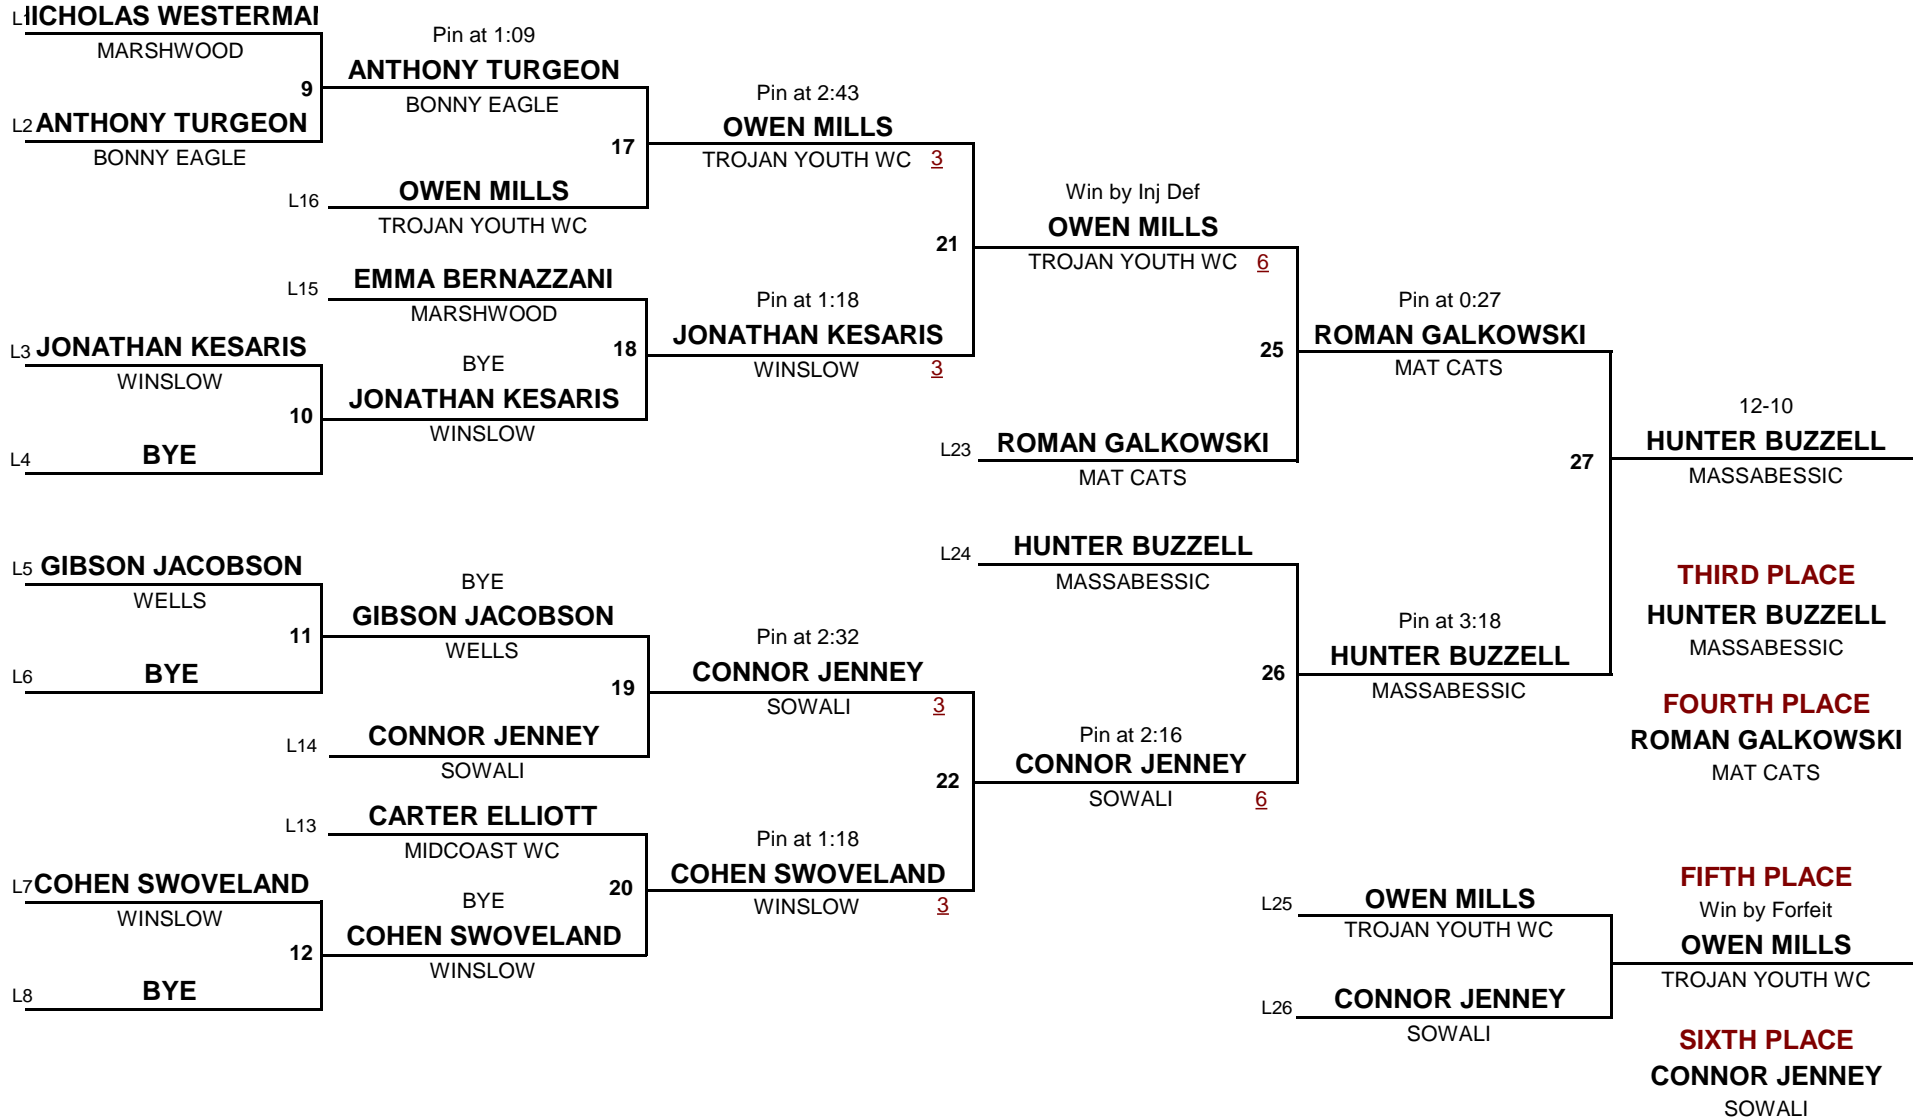 L1
MARSHWOOD
9
L2 ANTHONY TURGEON
BONNY EAGLE
Pin at 1:09
ANTHONY TURGEON
BONNY EAGLE
17
L16 OWEN MILLS
TROJAN YOUTH WC
Pin at 2:43
OWEN MILLS
TROJAN YOUTH WC 3
21
L15 EMMA BERNAZZANI
MARSHWOOD
18
L3 JONATHAN KESARIS
WINSLOW
10
L4 BYE
BYE
JONATHAN KESARIS
WINSLOW
Pin at 1:18
JONATHAN KESARIS
WINSLOW 3
Win by Inj Def
OWEN MILLS
TROJAN YOUTH WC 6
25
L23 ROMAN GALKOWSKI
MAT CATS
Pin at 0:27
ROMAN GALKOWSKI
MAT CATS
27
12-10
HUNTER BUZZELL
MASSABESSIC
L5 GIBSON JACOBSON
WELLS
11
L6 BYE
BYE
GIBSON JACOBSON
WELLS
19
L14 CONNOR JENNEY
SOWALI
Pin at 2:32
CONNOR JENNEY
SOWALI 3
22
L13 CARTER ELLIOTT
MIDCOAST WC
20
L7 COHEN SWOVELAND
WINSLOW
12
L8 BYE
BYE
COHEN SWOVELAND
WINSLOW
Pin at 1:18
COHEN SWOVELAND
WINSLOW 3
L24 HUNTER BUZZELL
MASSABESSIC
26
Pin at 2:16
CONNOR JENNEY
SOWALI 6
Pin at 3:18
HUNTER BUZZELL
MASSABESSIC
THIRD PLACE
HUNTER BUZZELL
MASSABESSIC
FOURTH PLACE
ROMAN GALKOWSKI
MAT CATS
L25 OWEN MILLS
TROJAN YOUTH WC
L26 CONNOR JENNEY
SOWALI
FIFTH PLACE
Win by Forfeit
OWEN MILLS
TROJAN YOUTH WC
SIXTH PLACE
CONNOR JENNEY
SOWALI